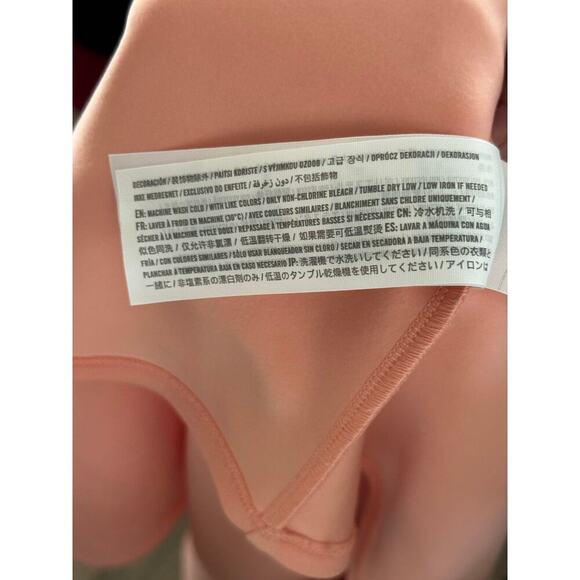 DECORACIÓN / 装饰物除外 / PAITSI KORISTE / S VÝJIMKOU OZDOB / 고급 장식 / OPRÓCZ DEKORACJI / DEKORASJON
IKKE MEDREGNET / EXCLUSIVO DO ENFEITE / دون زخرفة / 不包括飾物
EN: MACHINE WASH COLD / WITH LIKE COLORS / ONLY NON-CHLORINE BLEACH / TUMBLE DRY LOW / LOW IRON IF NEEDED
FR: LAVER À FROID EN MACHINE (30°C) / AVEC COULEURS SIMILAIRES / BLANCHIMENT SANS CHLORE UNIQUEMENT /
SÉCHER À LA MACHINE CYCLE DOUX / REPASSAGE À TEMPÉRATURES BASSES SI NÉCESSAIRE CN: 冷水机洗 / 可与相
似色同洗 / 仅允许非氯漂 / 低温翻转干燥 / 如果需要可低温熨烫 ES: LAVAR A MÁQUINA CON AGUA
FRÍA / CON COLORES SIMILARES / SÓLO USAR BLANQUEADOR SIN CLORO / SECAR EN SECADORA A BAJA TEMPERATURA /
PLANCHAR A TEMPERATURA BAJA EN CASO NECESARIO JP: 洗濯機で水洗いしてください / 同系色の衣類と
一緒に / 非塩素系の漂白剤のみ / 低温のタンブル乾燥機を使用してください / アイロンは